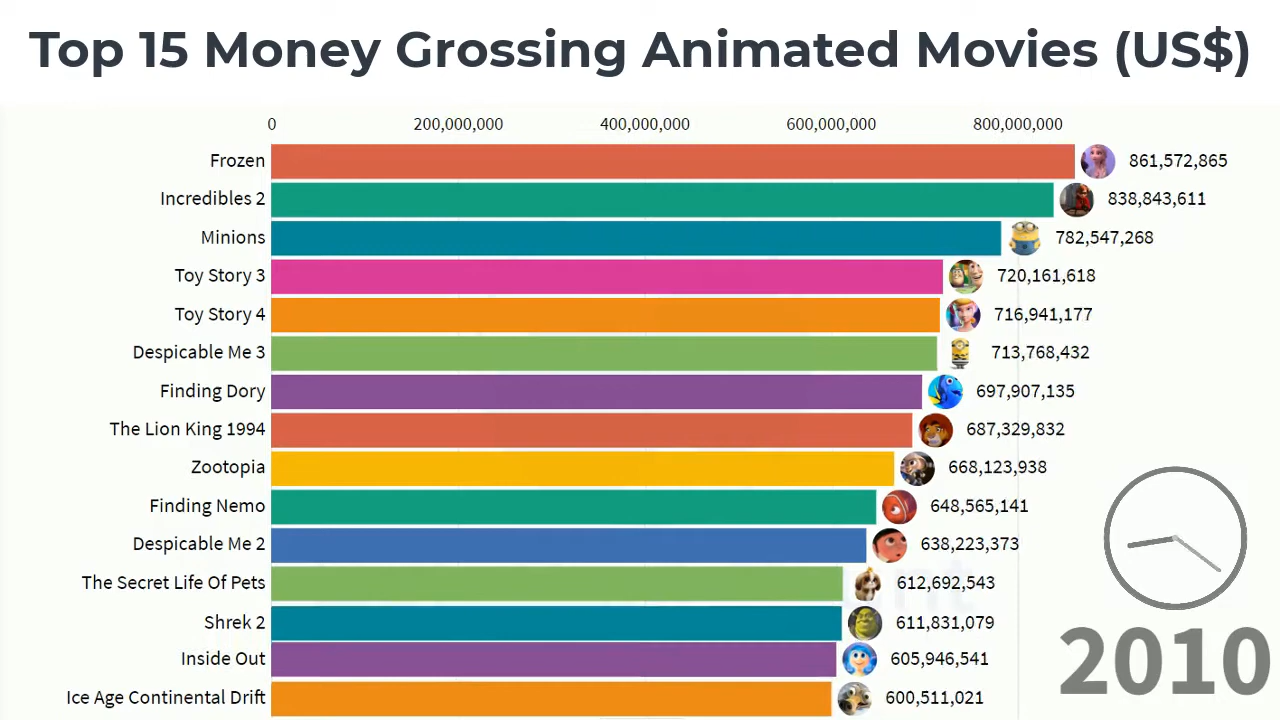 Top 15 Money Grossing Animated Movies (US$)
0 200,000,000 400,000,000 600,000,000 800,000,000
Frozen 861,572,865
Incredibles 2 838,843,611
Minions 782,547,268
Toy Story 3 720,161,618
Toy Story 4 716,941,177
Despicable Me 3 713,768,432
Finding Dory 697,907,135
The Lion King 1994 687,329,832
Zootopia 668,123,938
Finding Nemo 648,565,141
Despicable Me 2 638,223,373
The Secret Life Of Pets 612,692,543
Shrek 2 611,831,079
Inside Out 605,946,541
Ice Age Continental Drift 600,511,021
2010